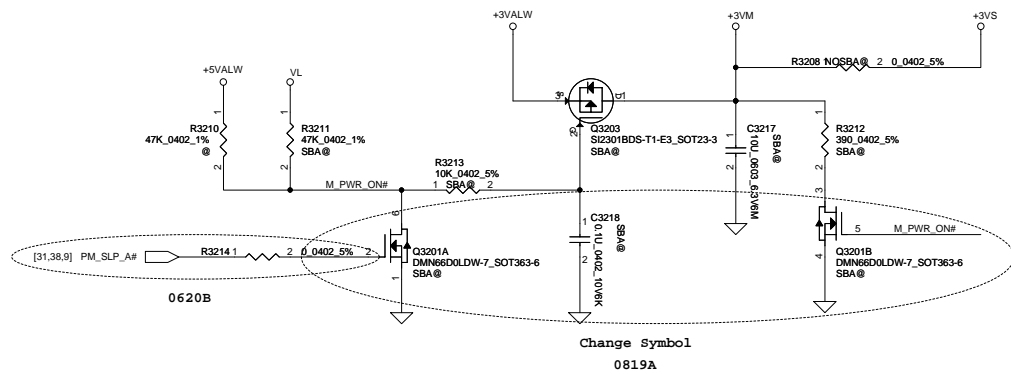 +3VALW
+3VM
+3VS
R3208 1 NOSBA@ 2 0_0402_5%
+5VALW
VL
1
R3210
47K_0402_1%
@
2
1
R3211
47K_0402_1%
SBA@
2
3
S
D
1
G
2
Q3203
SI2301BDS-T1-E3_SOT23-3
SBA@
1
C3217
10U_0603_6.3V6M
SBA@
2
1
R3212
390_0402_5%
SBA@
2
R3213
10K_0402_5%
1 SBA@ 2
M_PWR_ON#
6
[31,38,9] PM_SLP_A#
R3214 1 2 0_0402_5% 2
Q3201A
DMN66D0LDW-7_SOT363-6
SBA@
1
1
C3218
0.1U_0402_10V6K
SBA@
2
3
5
M_PWR_ON#
Q3201B
DMN66D0LDW-7_SOT363-6
SBA@
4
0620B
Change Symbol
0819A